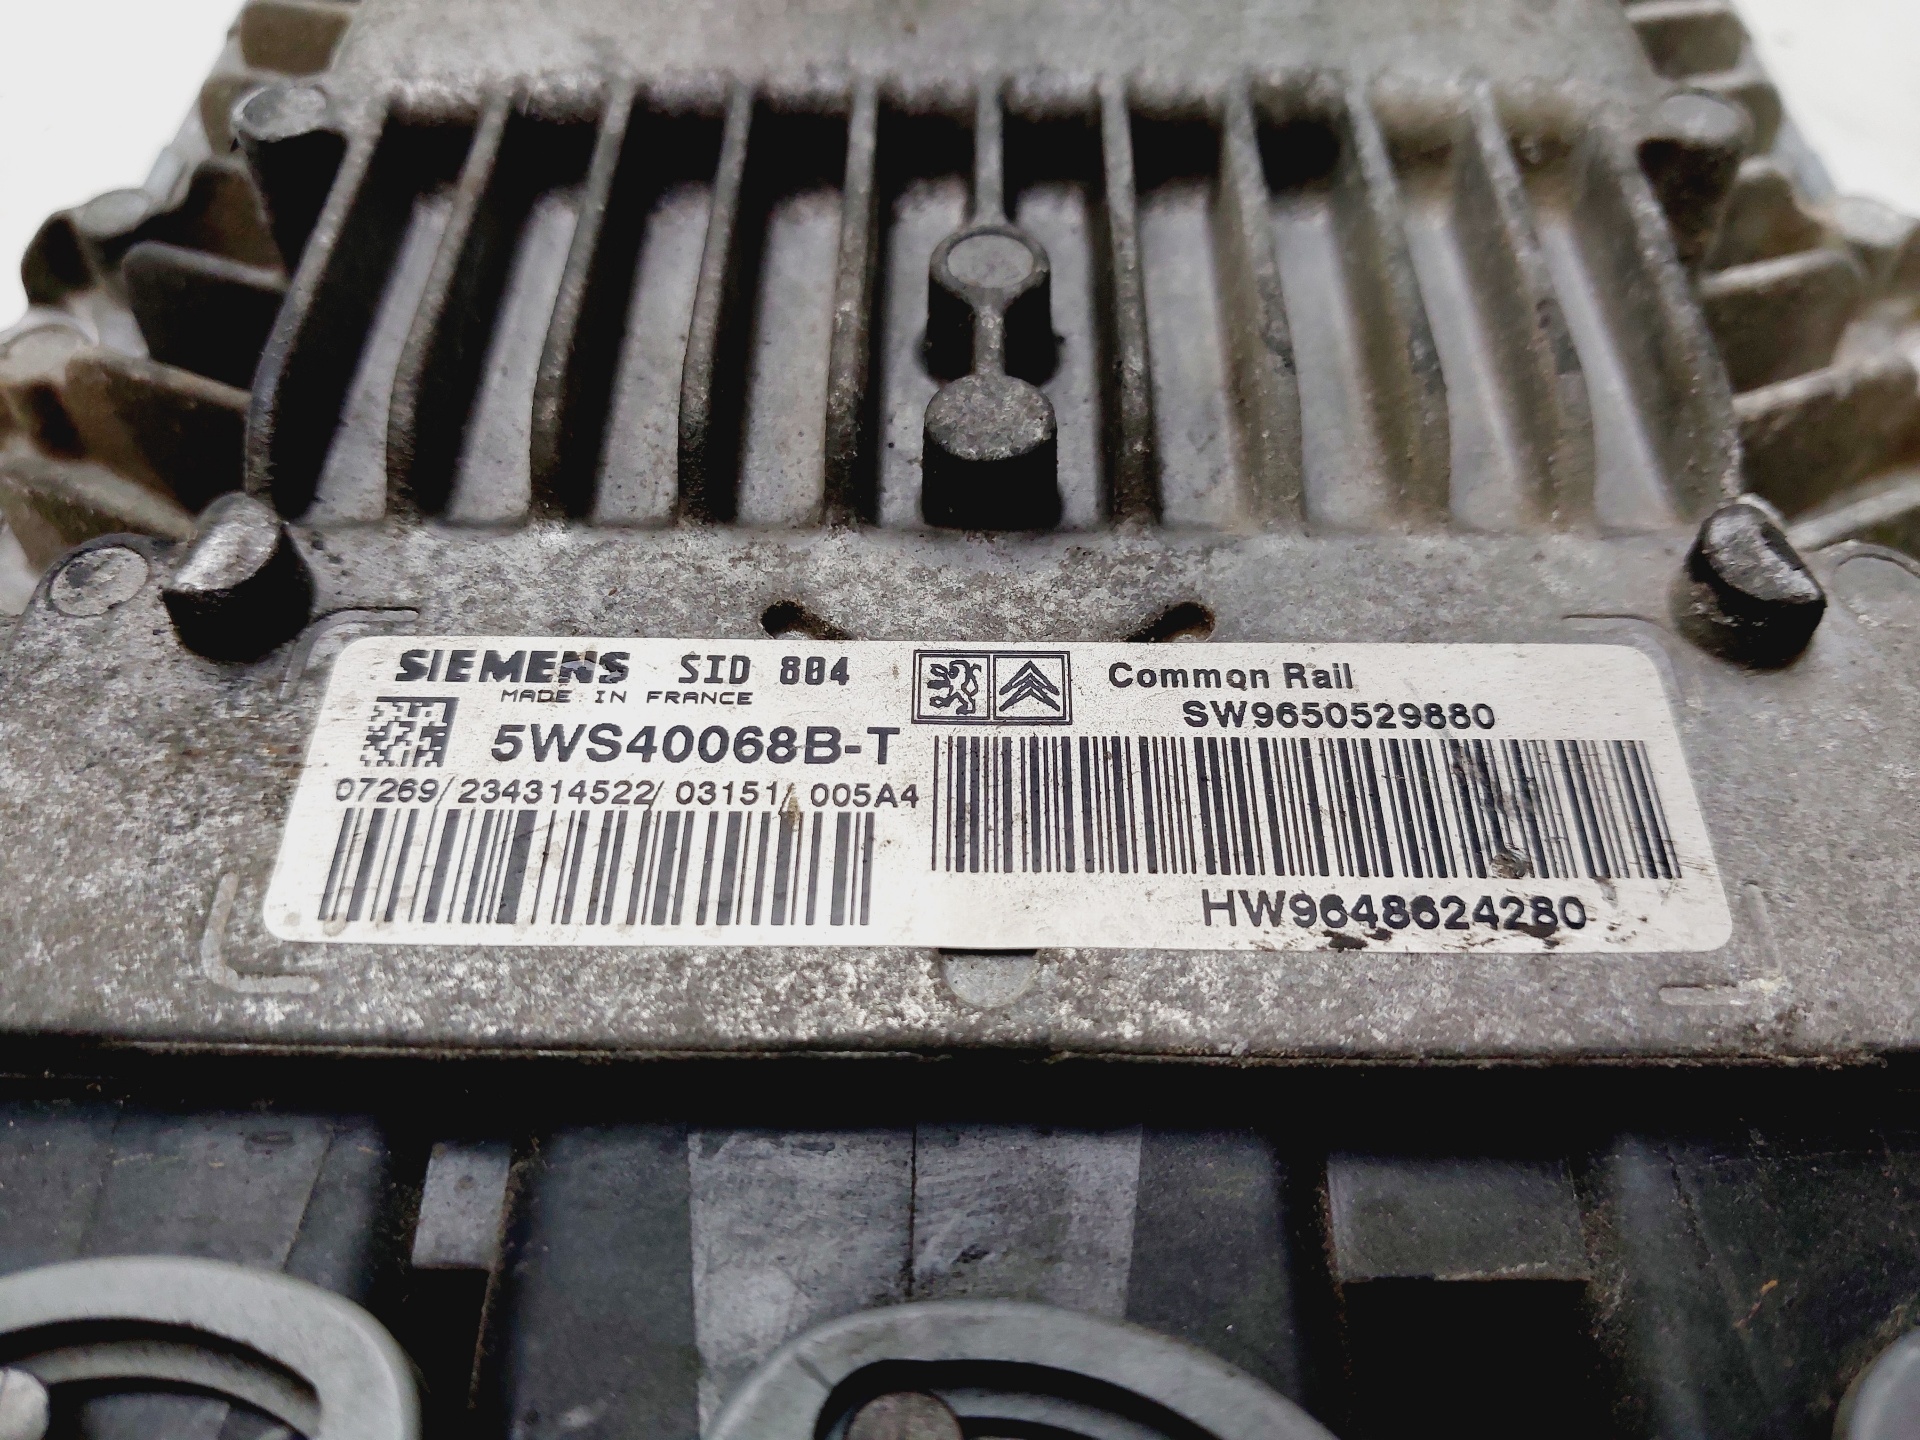 SIEMENS SID 804
MADE IN FRANCE
5WS40068B-T
07269/234314522/03151/005A4
Common Rail
SW9650529880
HW9648624280